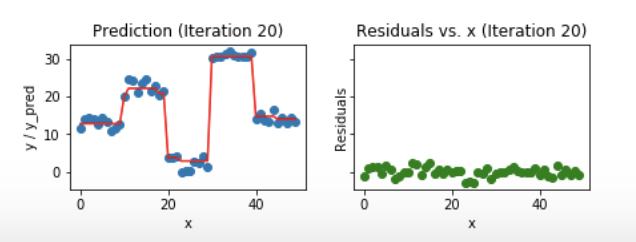 Prediction (Iteration 20)
y / y_pred
30
20
10
0
0
20
40
x
Residuals vs. x (Iteration 20)
Residuals
0
20
40
x